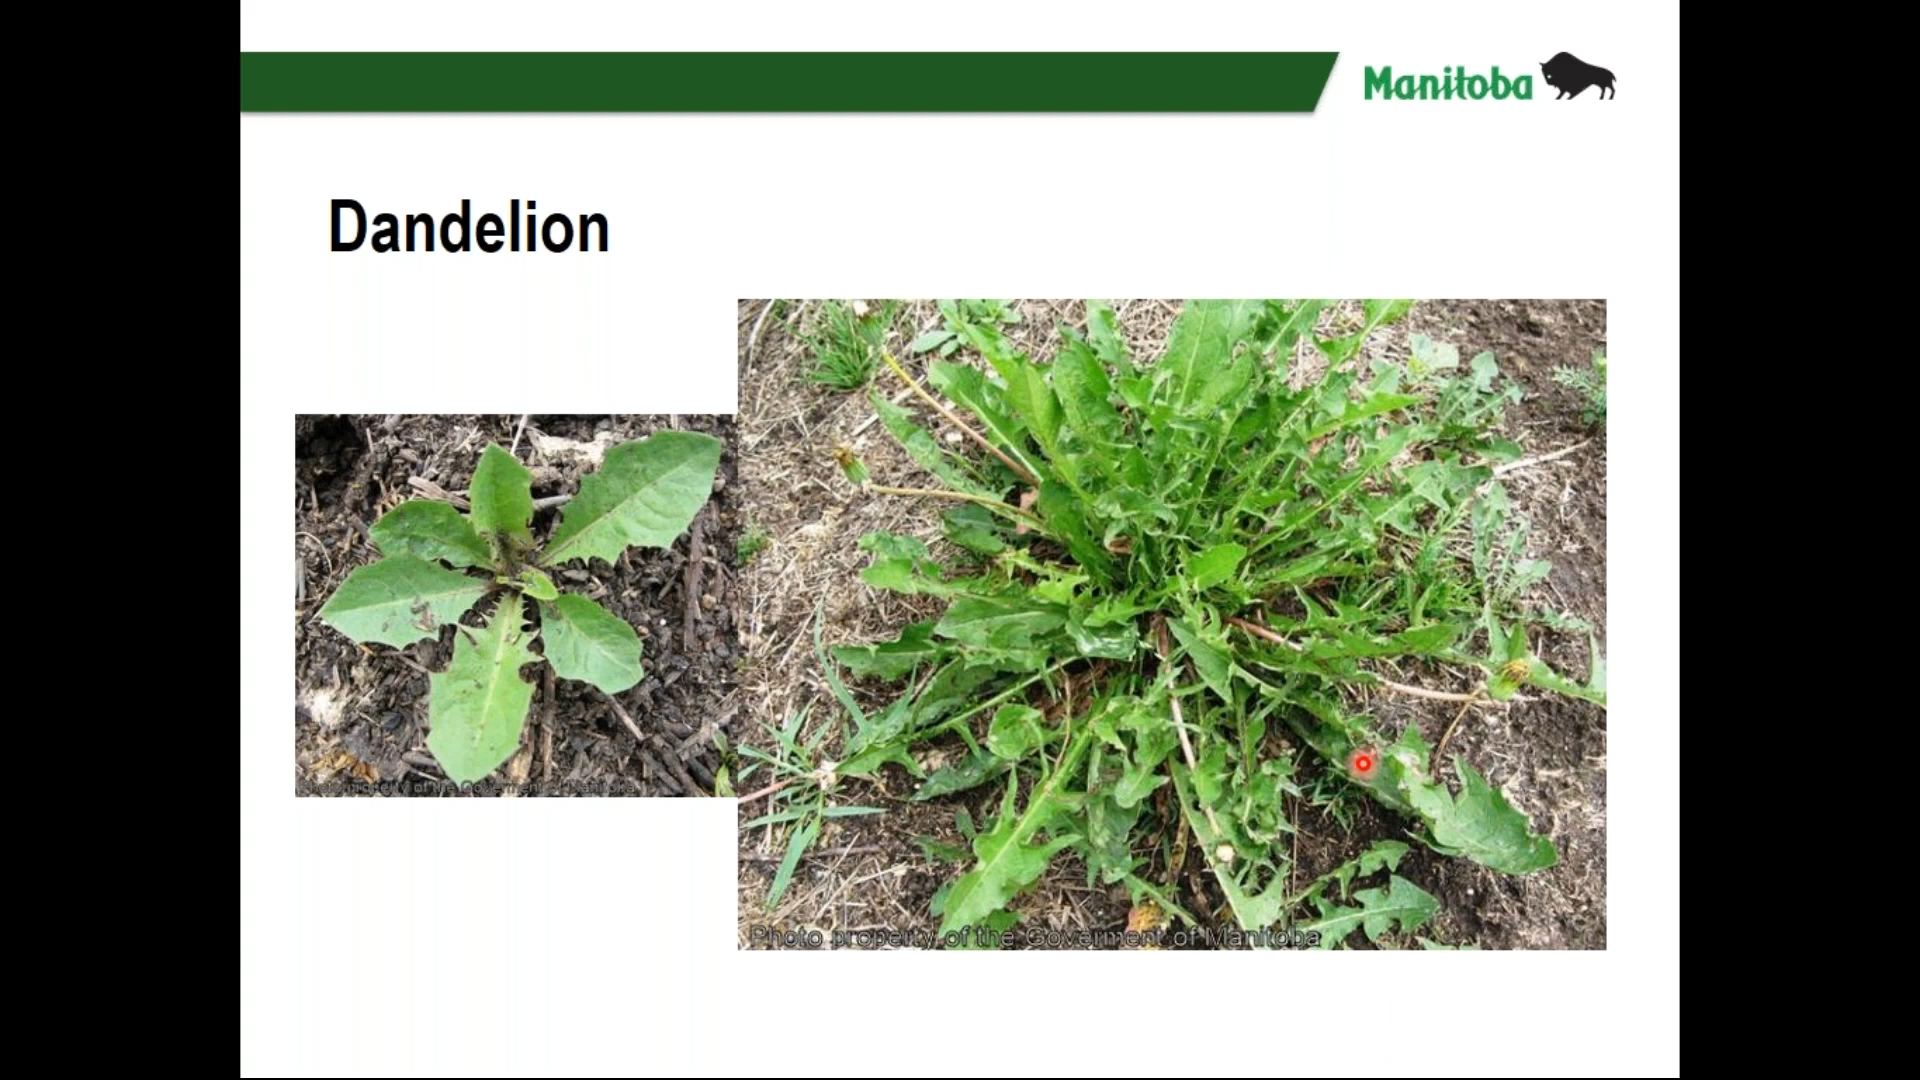 Manitoba
Dandelion
Photo property of the Goverment of Manitoba
Photo property of the Goverment of Manitoba